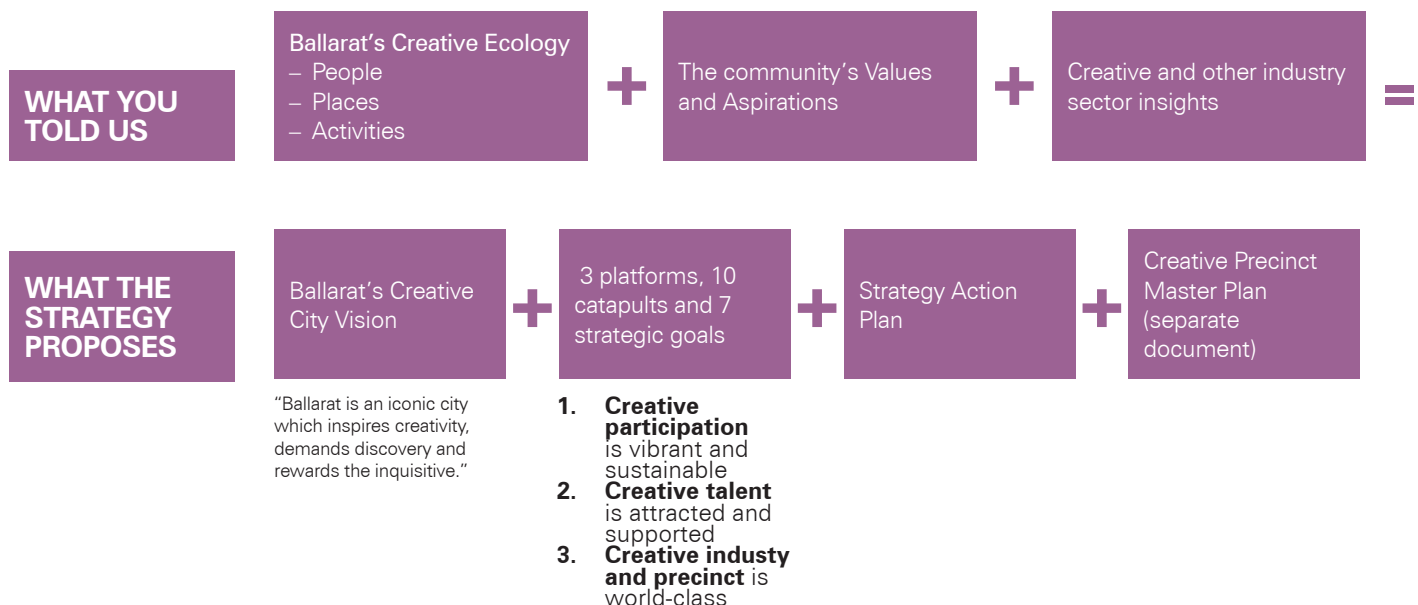 WHAT YOU
TOLD US
Ballarat’s Creative Ecology
– People
– Places
– Activities
+
The community’s Values
and Aspirations
+
Creative and other industry
sector insights
=
WHAT THE
STRATEGY
PROPOSES
Ballarat’s Creative
City Vision
+
3 platforms, 10
catapults and 7
strategic goals
+
Strategy Action
Plan
+
Creative Precinct
Master Plan
(separate
document)
“Ballarat is an iconic city
which inspires creativity,
demands discovery and
rewards the inquisitive.”
1. Creative
participation
is vibrant and
sustainable
2. Creative talent
is attracted and
supported
3. Creative industy
and precinct is
world-class